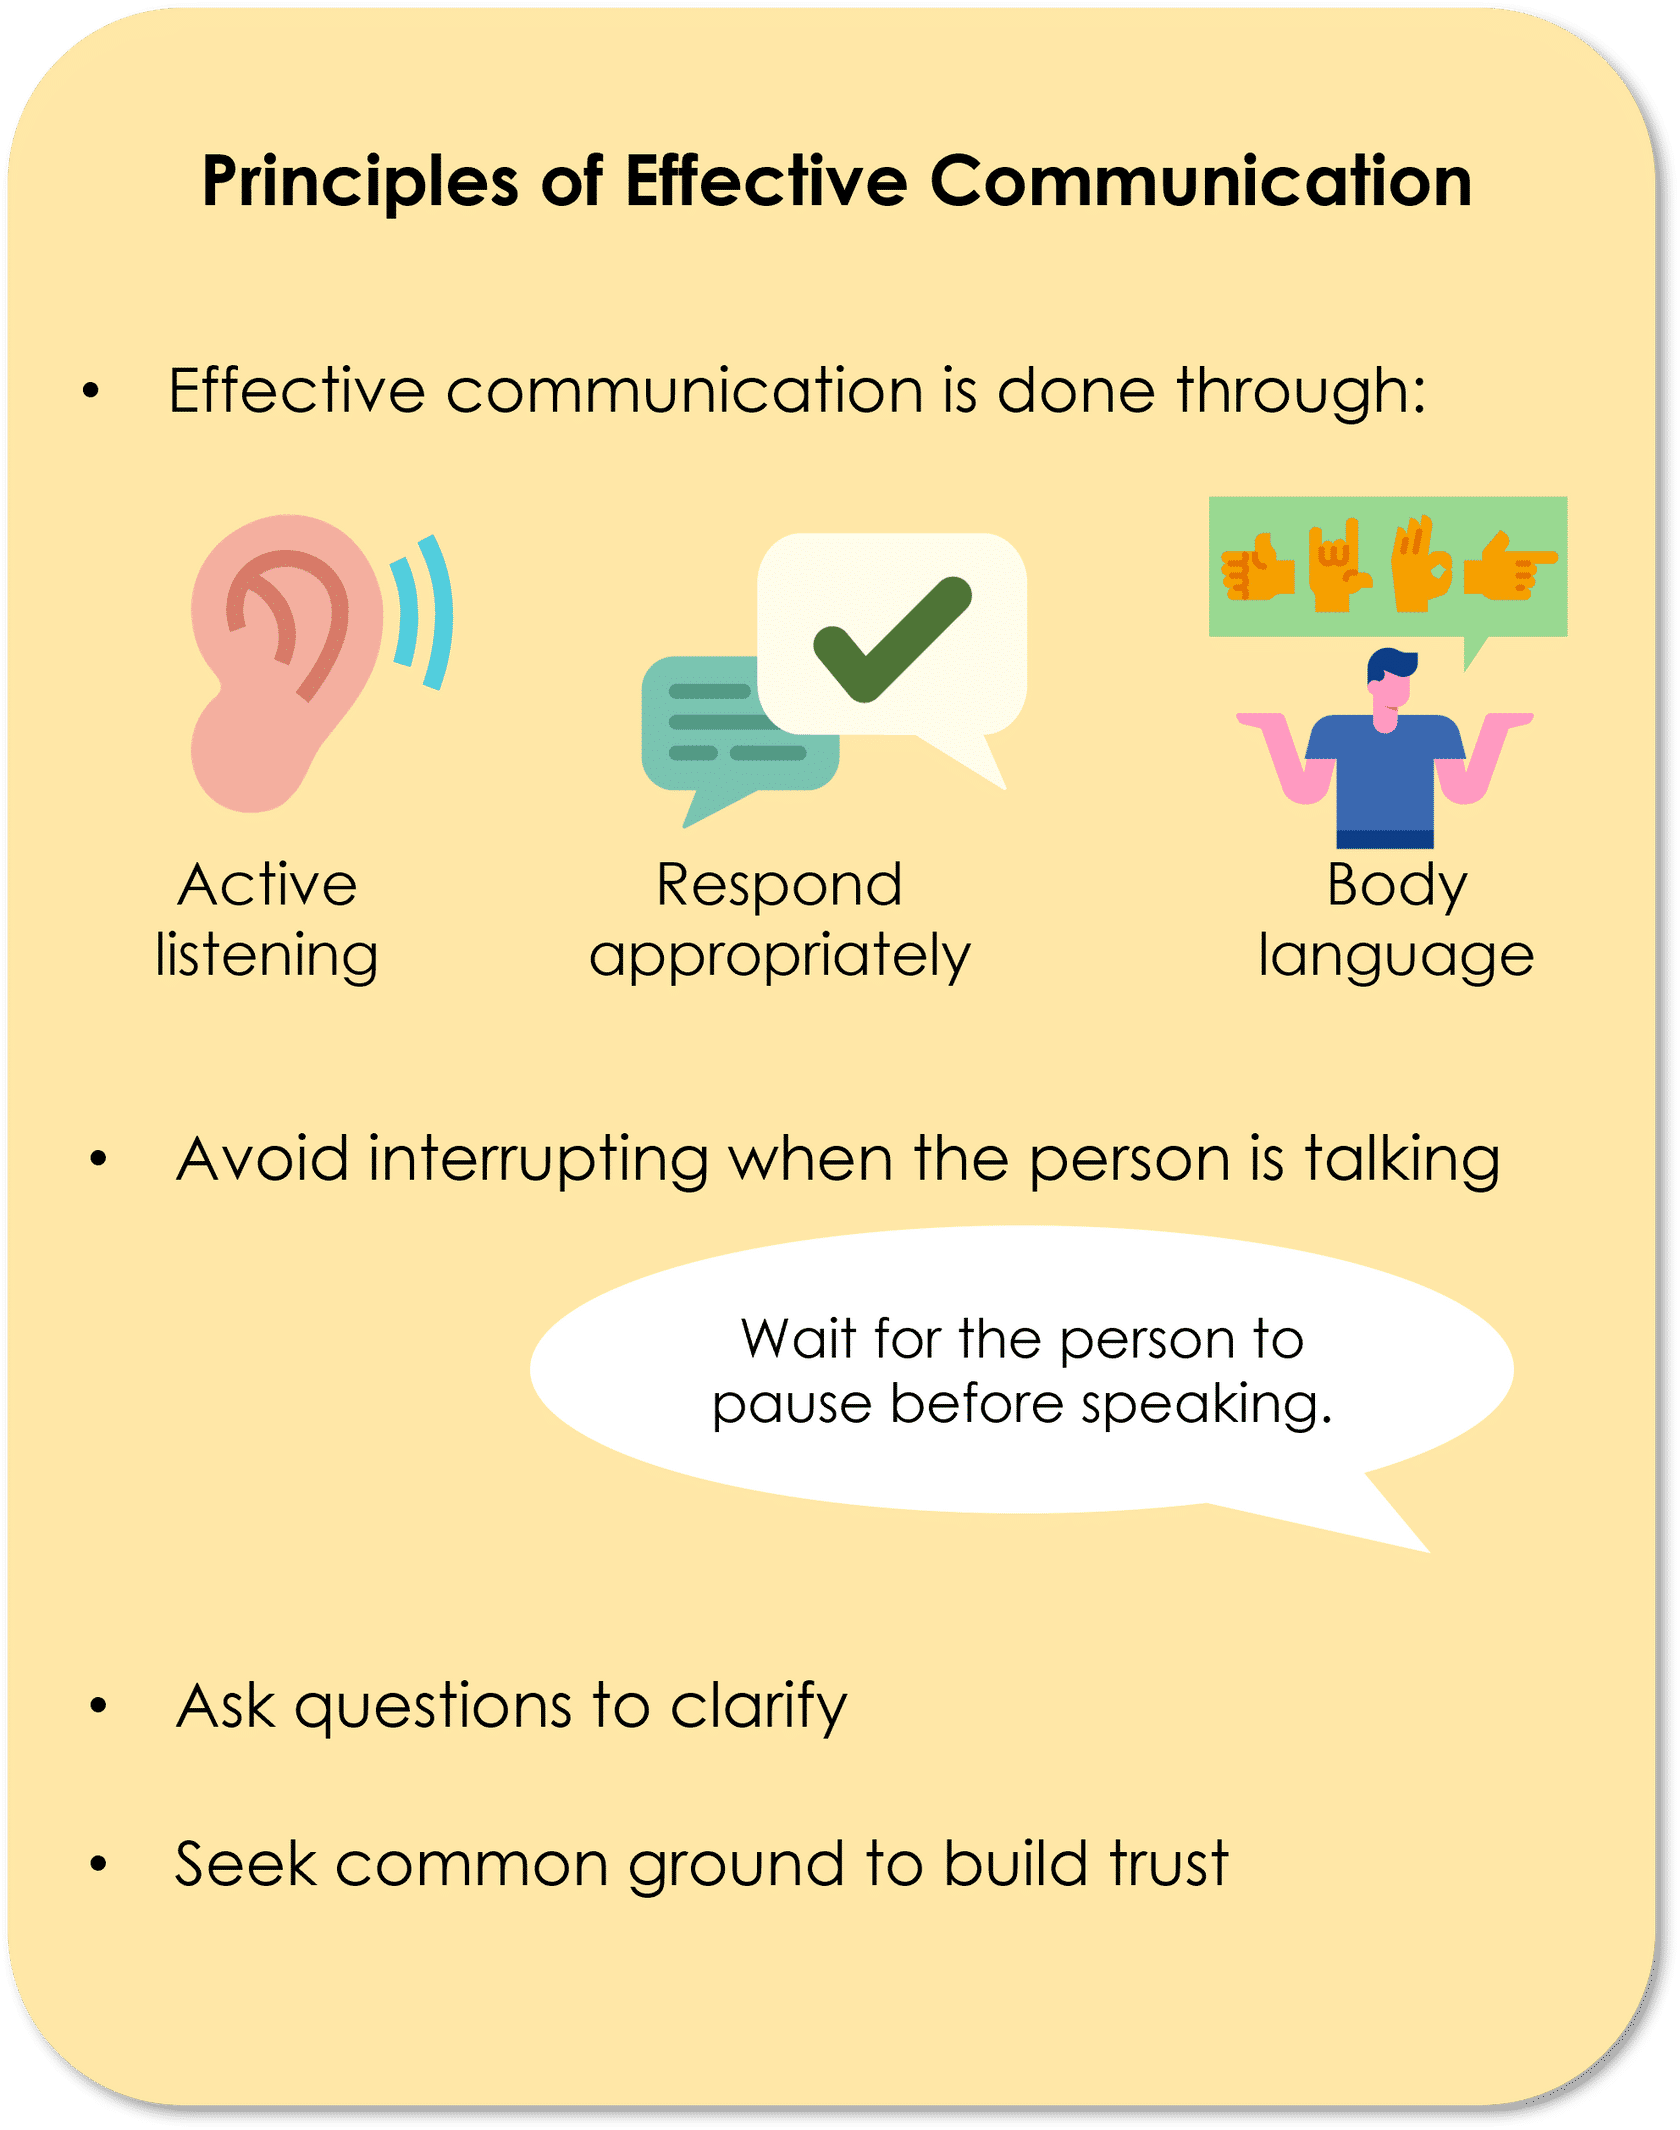 Principles of Effective Communication
• Effective communication is done through:
Active
listening
Respond
appropriately
Body
language
• Avoid interrupting when the person is talking
Wait for the person to
pause before speaking.
• Ask questions to clarify
• Seek common ground to build trust